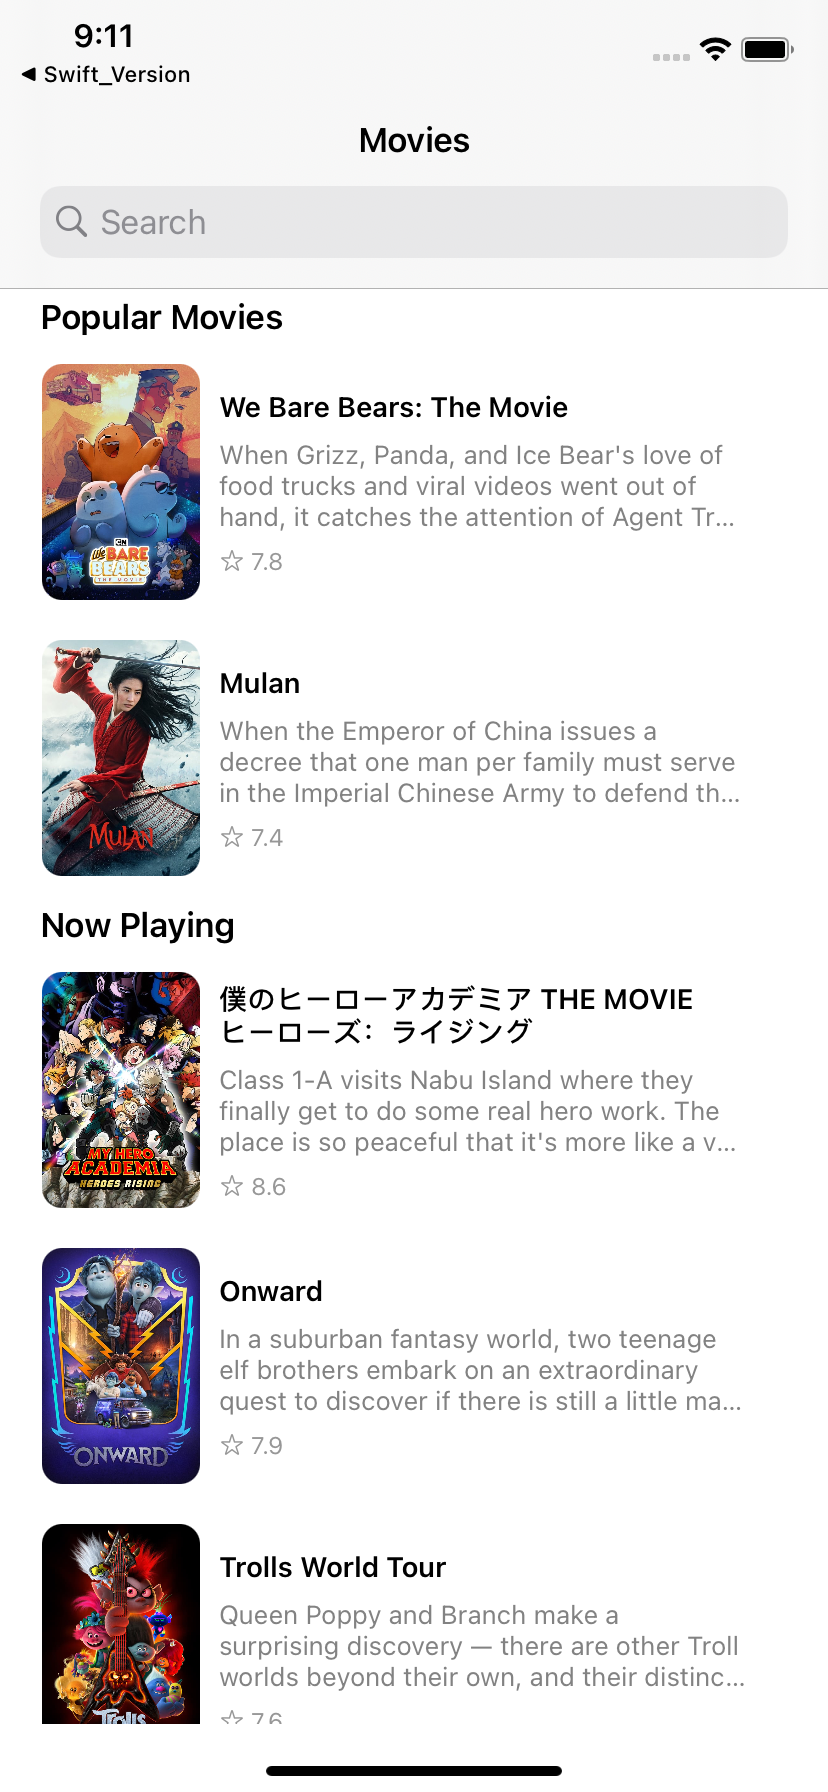 9:11
◀ Swift_Version
Movies
Search
Popular Movies
We Bare Bears: The Movie
When Grizz, Panda, and Ice Bear's love of
food trucks and viral videos went out of
hand, it catches the attention of Agent Tr...
☆ 7.8
CN
We BARE
BEARS
THE MOVIE
Mulan
When the Emperor of China issues a
decree that one man per family must serve
in the Imperial Chinese Army to defend th...
☆ 7.4
MULAN
Now Playing
僕のヒーローアカデミア THE MOVIE
ヒーローズ：ライジング
Class 1-A visits Nabu Island where they
finally get to do some real hero work. The
place is so peaceful that it's more like a v...
☆ 8.6
MY HERO
ACADEMIA
HEROES RISING
Onward
In a suburban fantasy world, two teenage
elf brothers embark on an extraordinary
quest to discover if there is still a little ma...
☆ 7.9
ONWARD
Trolls World Tour
Queen Poppy and Branch make a
surprising discovery — there are other Troll
worlds beyond their own, and their distinc...
☆ 7.6
TROLLS